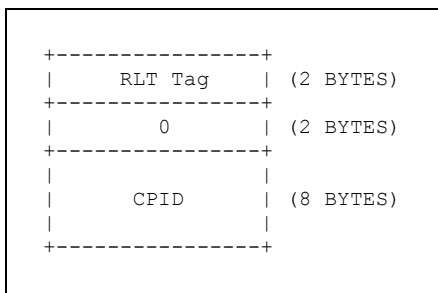 +----------------+
|     RLT Tag    | (2 BYTES)
+----------------+
|        0       | (2 BYTES)
+----------------+
|                |
|      CPID      | (8 BYTES)
|                |
+----------------+